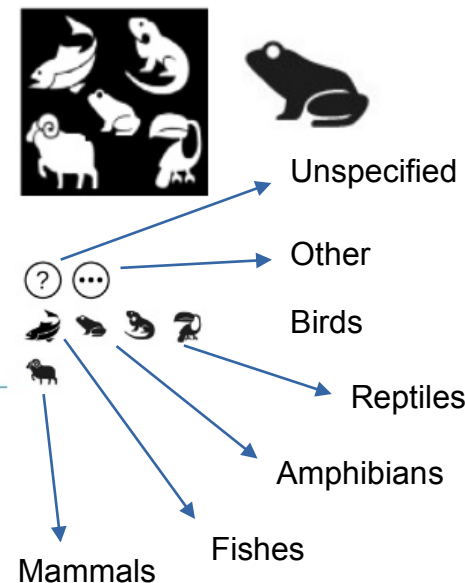 Unspecified
Other
?
Birds
Reptiles
Amphibians
Fishes
Mammals